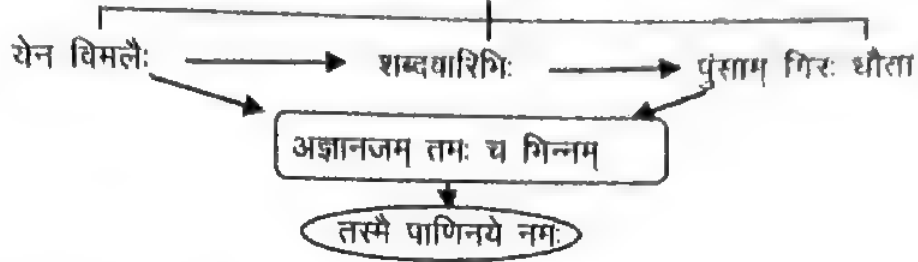 येन विमलैः शब्दवारिभिः पुंसाम् गिरः धौता
अज्ञानजम् तमः च भिन्नम्
तस्मै पाणिनये नमः